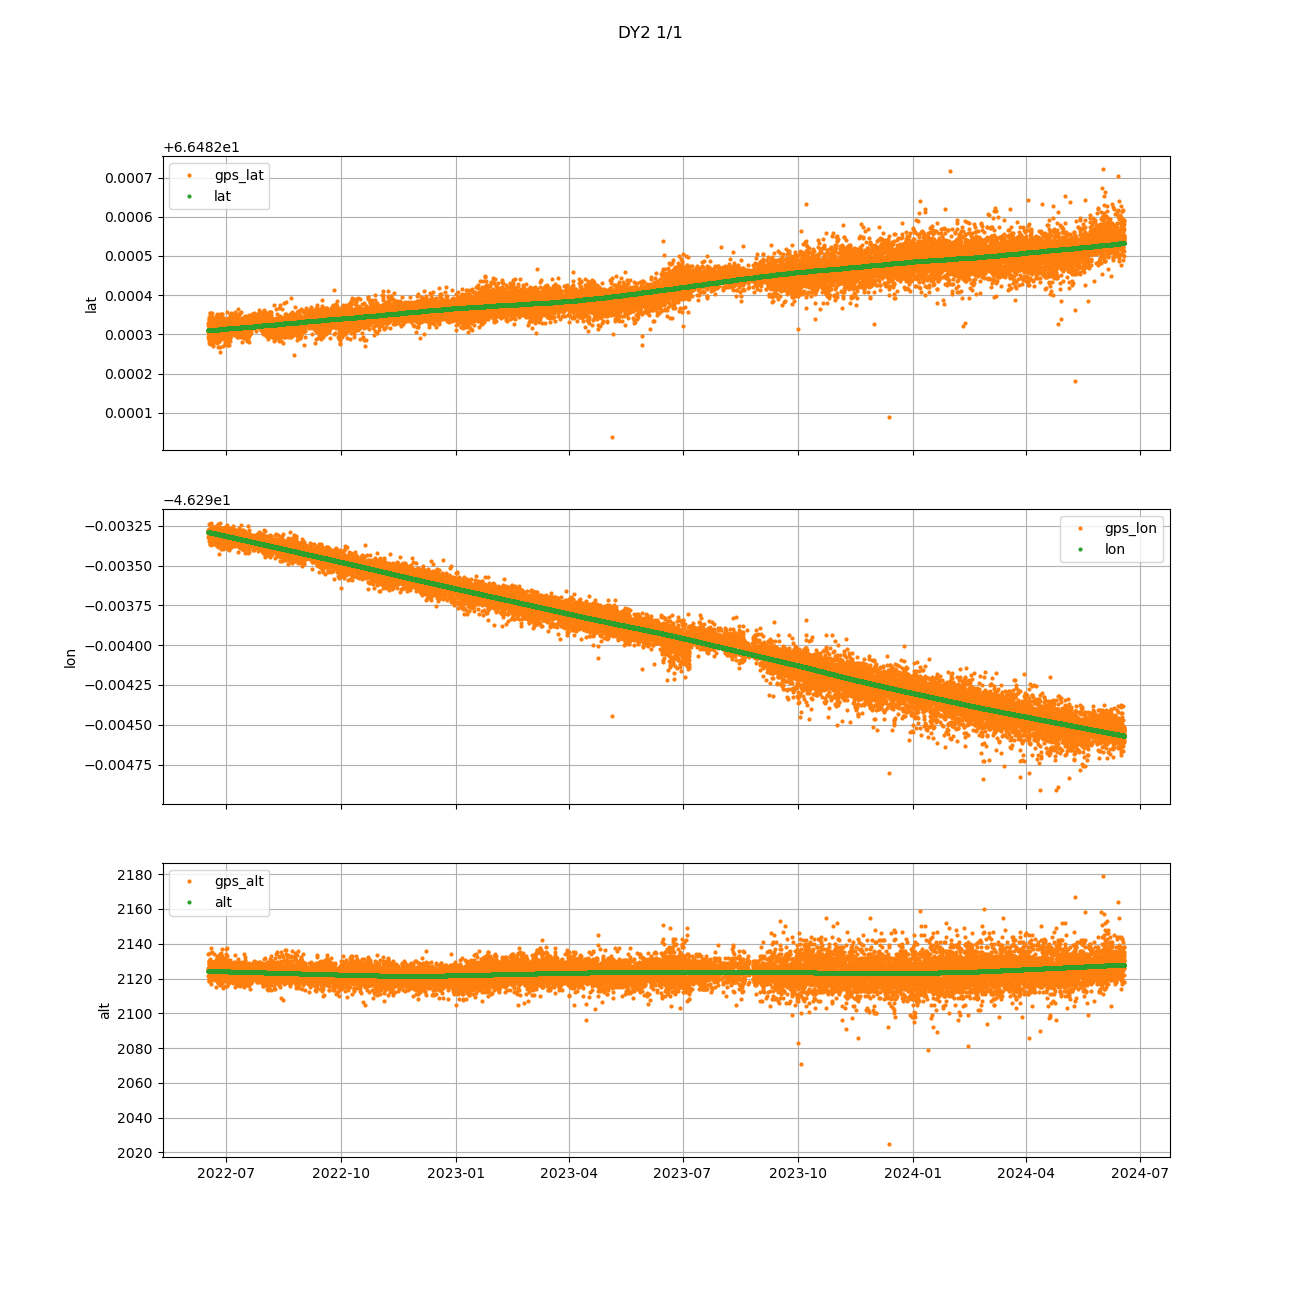 DY2 1/1
+6.6482e1
gps_lat
lat
0.0007
0.0006
0.0005
0.0004
0.0003
0.0002
0.0001
lat
−4.629e1
gps_lon
lon
−0.00325
−0.00350
−0.00375
−0.00400
−0.00425
−0.00450
−0.00475
lon
gps_alt
alt
2180
2160
2140
2120
2100
2080
2060
2040
2020
alt
2022-07 2022-10 2023-01 2023-04 2023-07 2023-10 2024-01 2024-04 2024-07